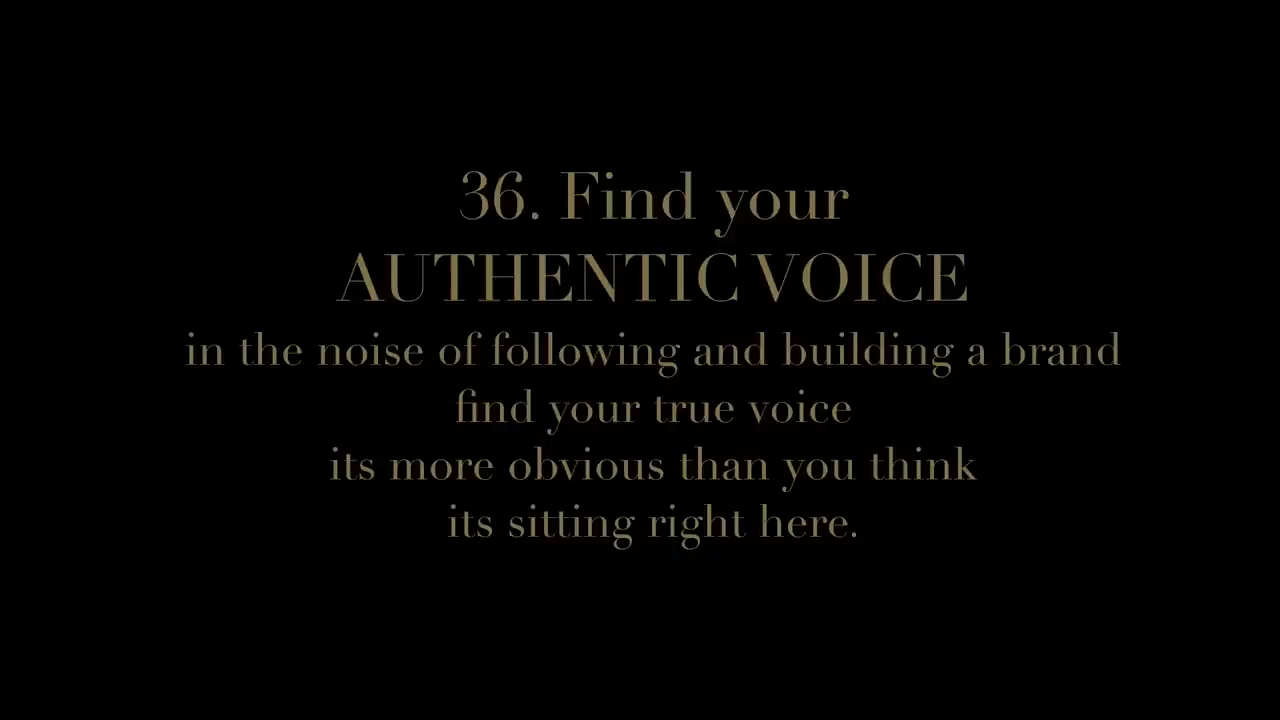 36. Find your
AUTHENTIC VOICE
in the noise of following and building a brand
find your true voice
its more obvious than you think
its sitting right here.